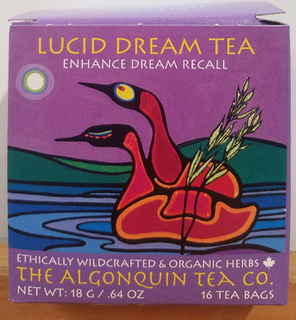 LUCID DREAM TEA
ENHANCE DREAM RECALL
ETHICALLY WILDCRAFTED & ORGANIC HERBS
THE ALGONQUIN TEA CO.
NET WT: 18 G / .64 OZ 16 TEA BAGS